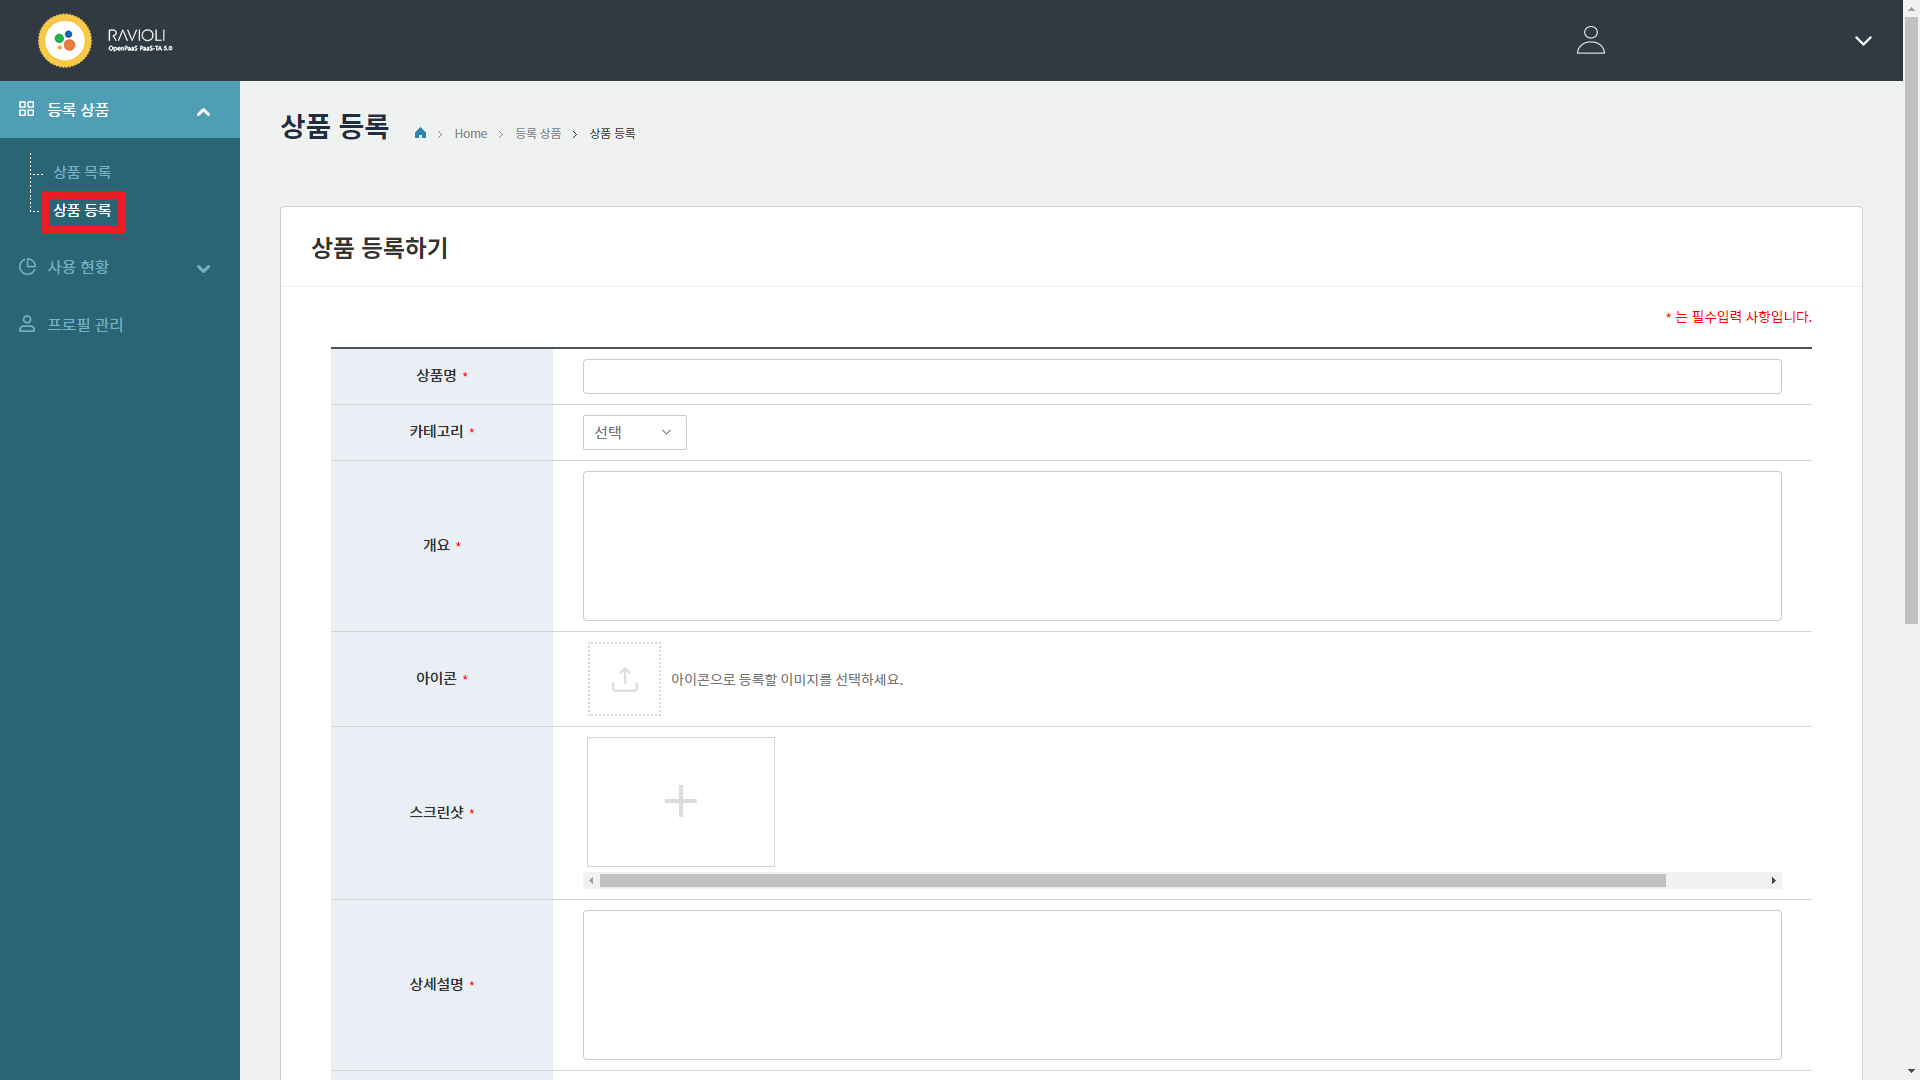 RAVIOLI
OpenPaaS PaaS-TA 5.0
등록 상품
상품 목록
상품 등록
사용 현황
프로필 관리
상품 등록
Home
등록 상품
상품 등록
상품 등록하기
* 는 필수입력 사항입니다.
상품명 *
카테고리 *
선택
개요 *
아이콘 *
아이콘으로 등록할 이미지를 선택하세요.
스크린샷 *
상세설명 *